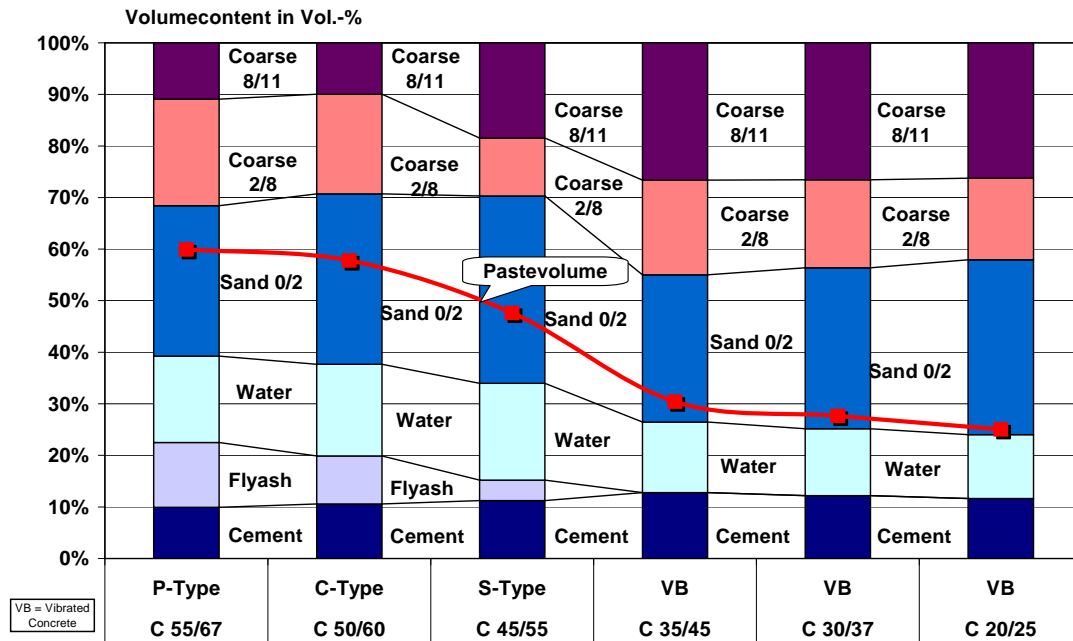 Volumecontent in Vol.-%
100%
90%
80%
70%
60%
50%
40%
30%
20%
10%
0%
Coarse
8/11
Coarse
2/8
Sand 0/2
Water
Flyash
Cement
Coarse
8/11
Coarse
2/8
Sand 0/2
Water
Flyash
Cement
Pastevolume
Coarse
8/11
Coarse
2/8
Sand 0/2
Water
Cement
Coarse
8/11
Coarse
2/8
Sand 0/2
Water
Cement
Coarse
8/11
Coarse
2/8
Sand 0/2
Water
Cement
P-Type
C-Type
S-Type
VB
VB
VB
C 55/67
C 50/60
C 45/55
C 35/45
C 30/37
C 20/25
VB = Vibrated
Concrete